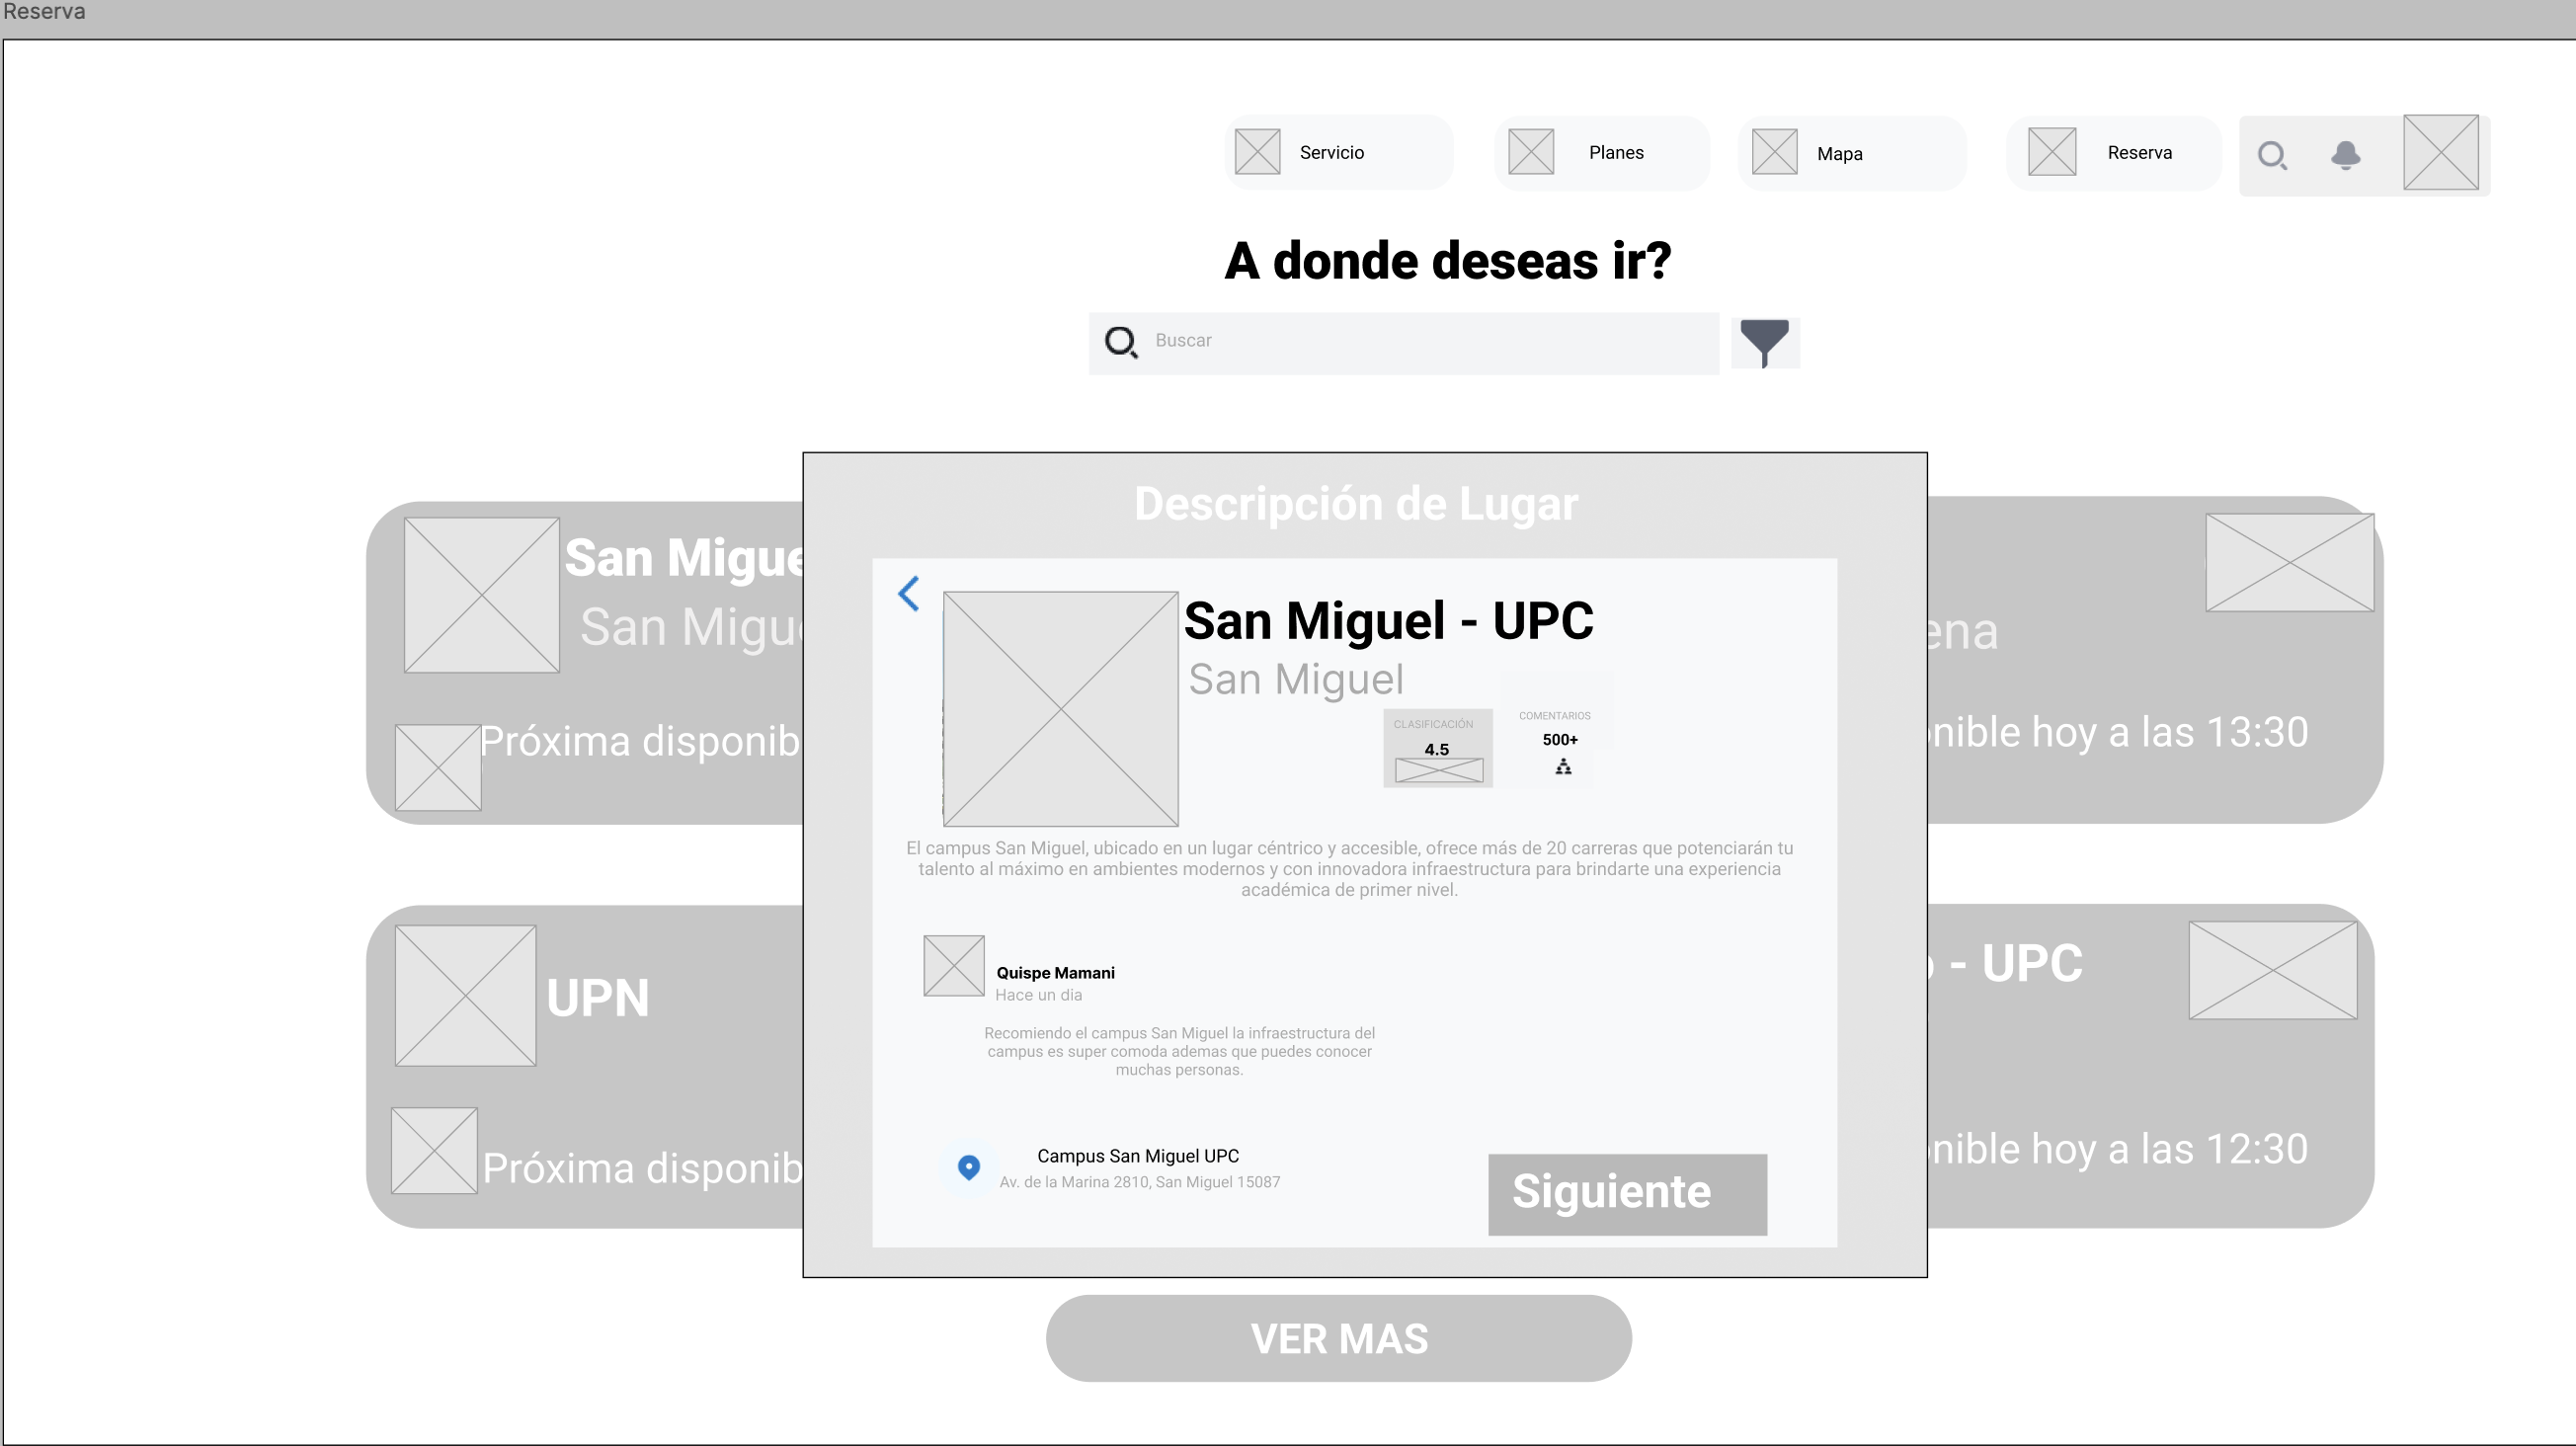 Reserva
Servicio
Planes
Mapa
Reserva
A donde deseas ir?
Buscar
Descripción de Lugar
San Migue
San Migu
Próxima disponib
ena
nible hoy a las 13:30
San Miguel - UPC
San Miguel
CLASIFICACIÓN
4.5
COMENTARIOS
500+
El campus San Miguel, ubicado en un lugar céntrico y accesible, ofrece más de 20 carreras que potenciarán tu
talento al máximo en ambientes modernos y con innovadora infraestructura para brindarte una experiencia
académica de primer nivel.
Quispe Mamani
Hace un dia
Recomiendo el campus San Miguel la infraestructura del
campus es super comoda ademas que puedes conocer
muchas personas.
Campus San Miguel UPC
Av. de la Marina 2810, San Miguel 15087
Siguiente
UPN
Próxima disponib
- UPC
nible hoy a las 12:30
VER MAS